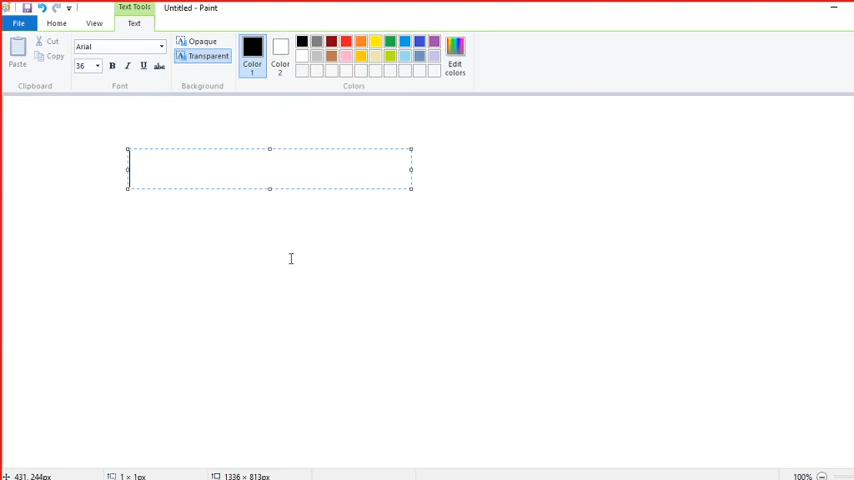 Text Tools
Untitled - Paint
File
Home
View
Text
Paste
Cut
Copy
Clipboard
Arial
36
B I U abc
Font
Opaque
Transparent
Background
Color 1
Color 2
Edit colors
Colors
431, 244px
1 × 1px
1336 × 813px
100%